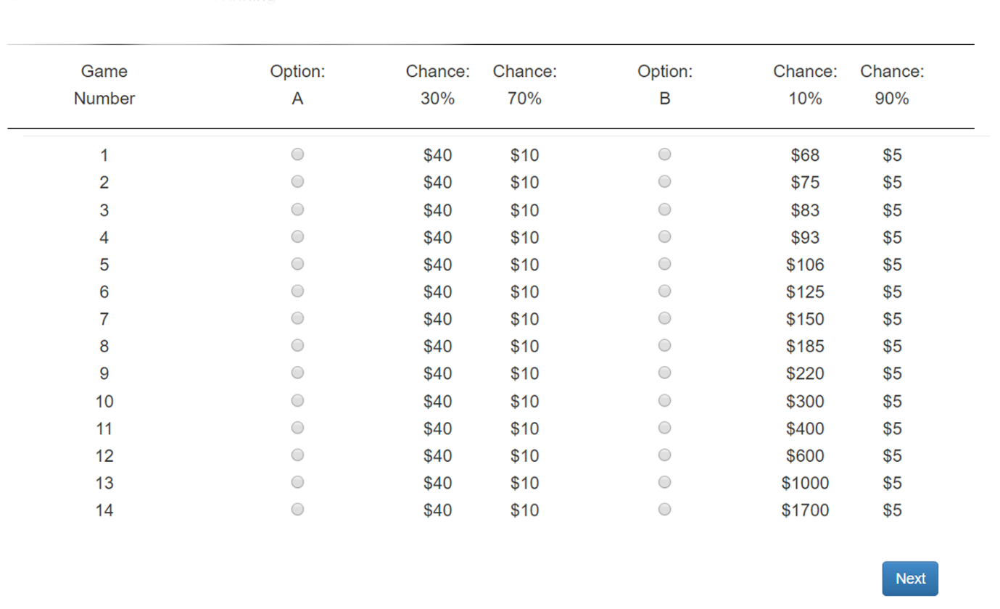 Game Option: Chance: Chance: Option: Chance: Chance:
Number A 30% 70% B 10% 90%
1 $40 $10 $68 $5
2 $40 $10 $75 $5
3 $40 $10 $83 $5
4 $40 $10 $93 $5
5 $40 $10 $106 $5
6 $40 $10 $125 $5
7 $40 $10 $150 $5
8 $40 $10 $185 $5
9 $40 $10 $220 $5
10 $40 $10 $300 $5
11 $40 $10 $400 $5
12 $40 $10 $600 $5
13 $40 $10 $1000 $5
14 $40 $10 $1700 $5
Next